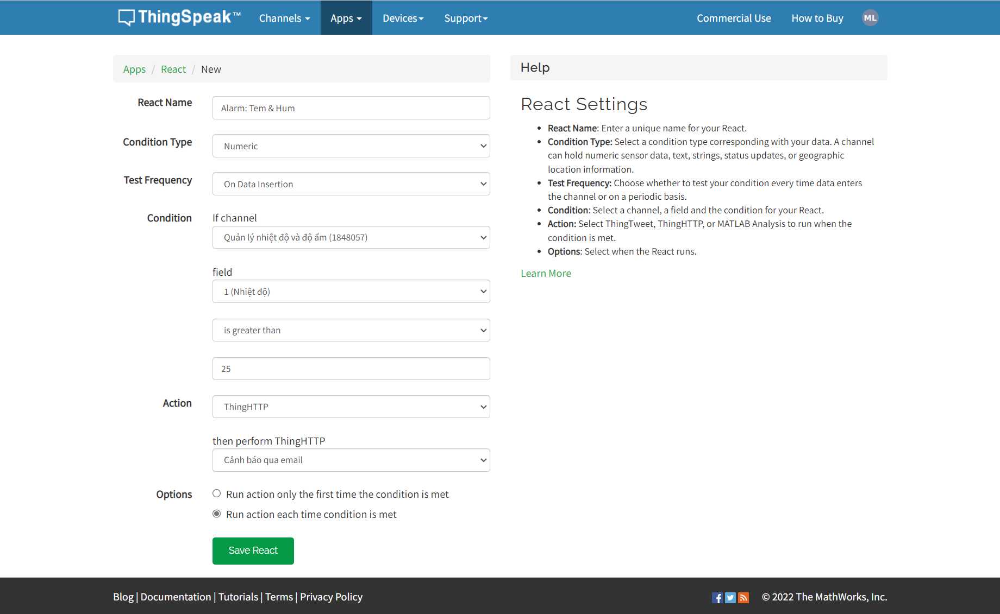 ThingSpeak™ Channels Apps Devices Support Commercial Use How to Buy ML
Apps / React / New
React Name
Alarm: Tem & Hum
Condition Type
Numeric
Test Frequency
On Data Insertion
Condition
If channel
Quản lý nhiệt độ và độ ẩm (1848057)
field
1 (Nhiệt độ)
is greater than
25
Action
ThingHTTP
then perform ThingHTTP
Cảnh báo qua email
Options
Run action only the first time the condition is met
Run action each time condition is met
Save React
Help
React Settings
• React Name: Enter a unique name for your React.
• Condition Type: Select a condition type corresponding with your data. A channel
can hold numeric sensor data, text, strings, status updates, or geographic
location information.
• Test Frequency: Choose whether to test your condition every time data enters
the channel or on a periodic basis.
• Condition: Select a channel, a field and the condition for your React.
• Action: Select ThingTweet, ThingHTTP, or MATLAB Analysis to run when the
condition is met.
• Options: Select when the React runs.
Learn More
Blog | Documentation | Tutorials | Terms | Privacy Policy
© 2022 The MathWorks, Inc.